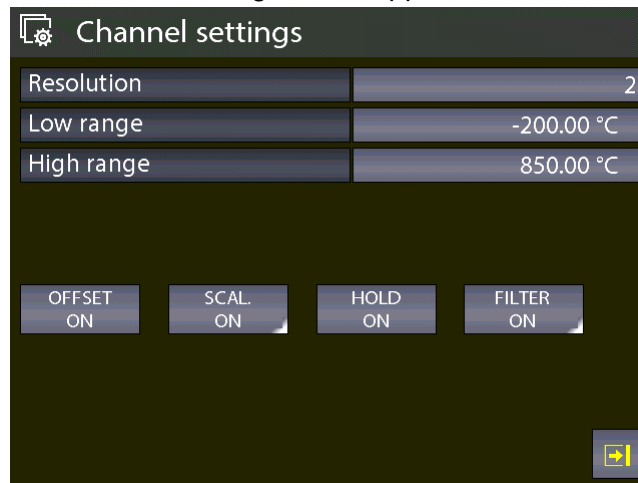 Channel settings
Resolution 2
Low range -200.00 °C
High range 850.00 °C
OFFSET SCAL. HOLD FILTER
ON ON ON ON